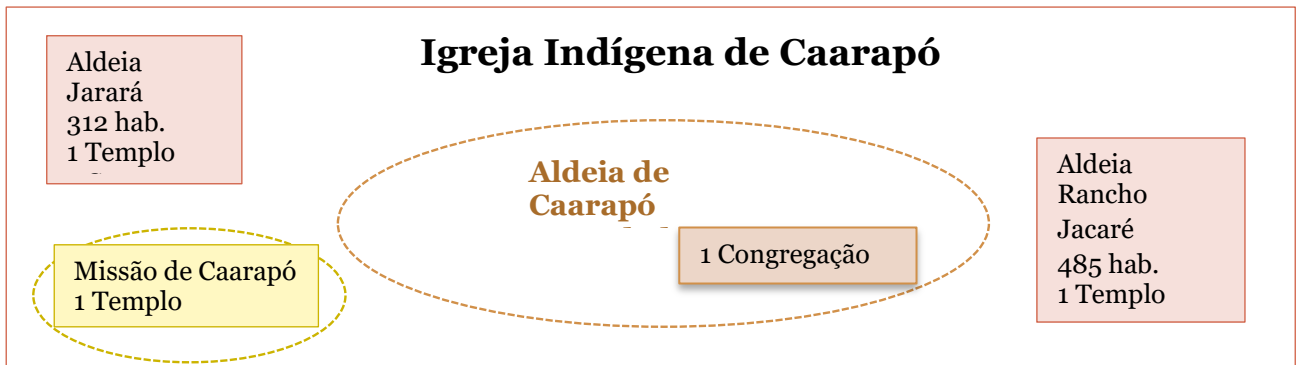 Igreja Indígena de Caarapó
Aldeia
Jarará
312 hab.
1 Templo
Aldeia de
Caarapó
1 Congregação
Missão de Caarapó
1 Templo
Aldeia
Rancho
Jacaré
485 hab.
1 Templo